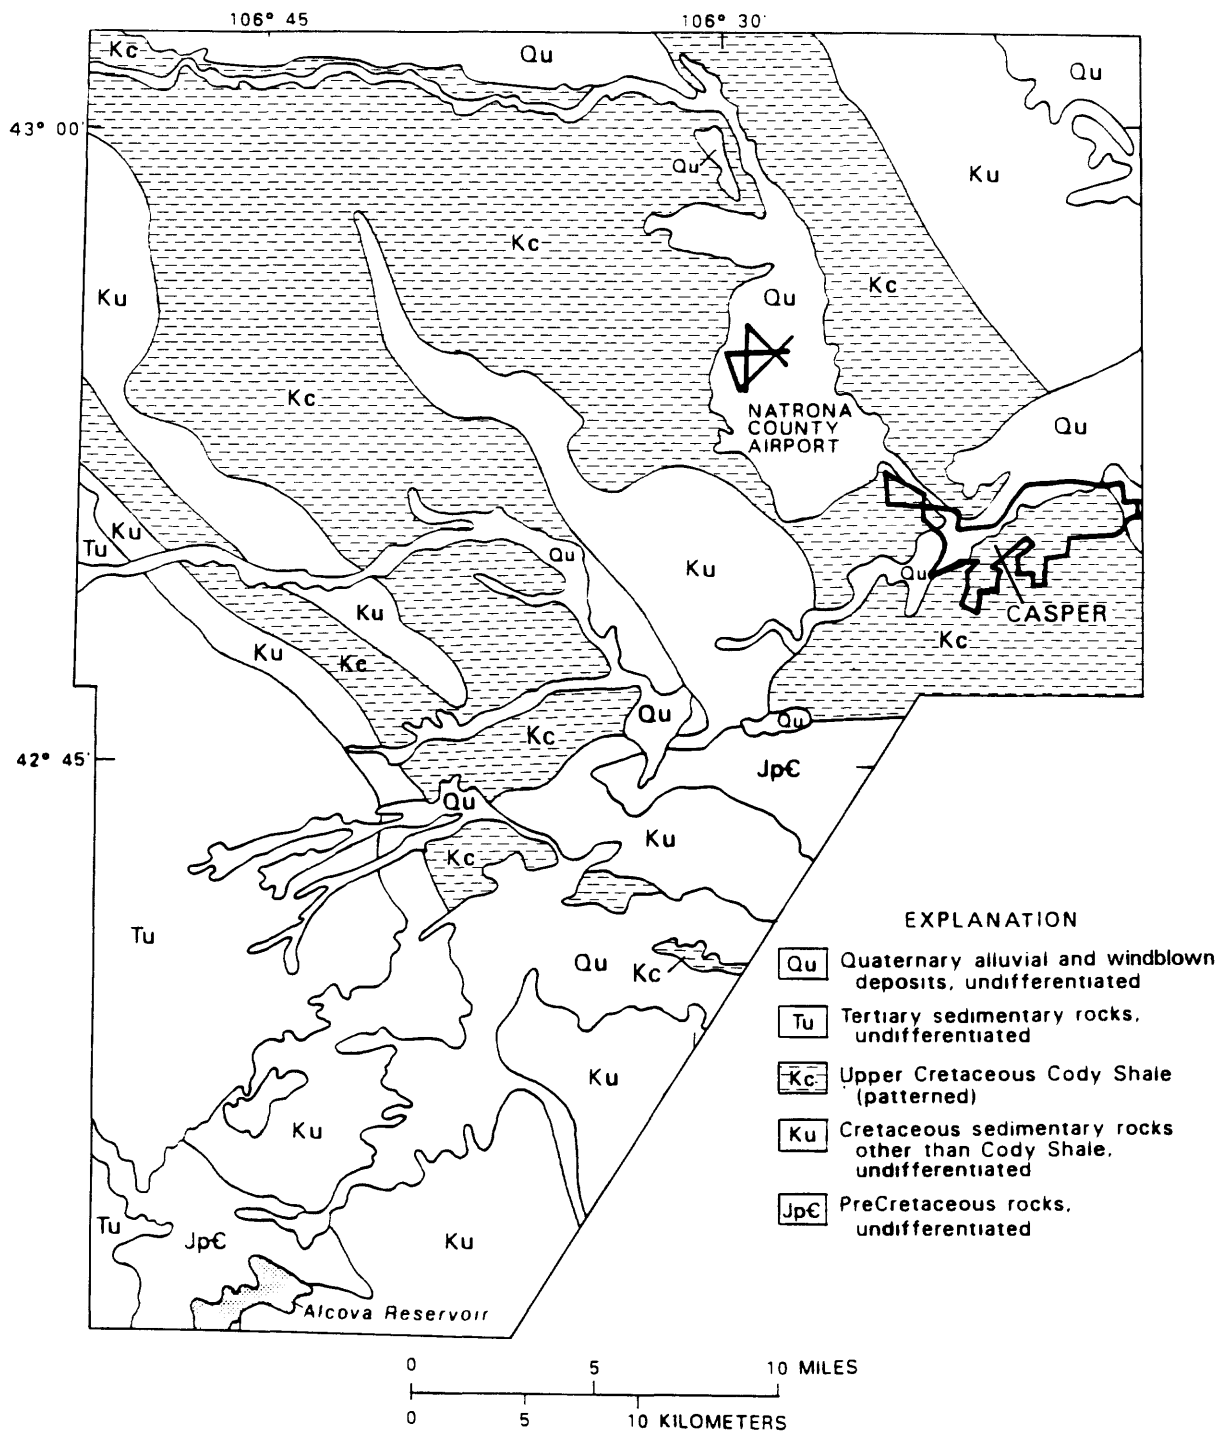 106° 45'
106° 30'
Kc
Qu
Qu
43° 00'
Qu
Ku
Kc
Kc
Ku
Qu
Kc
NATRONA
COUNTY
AIRPORT
Qu
Ku
Tu
Qu
Ku
Qu
Ku
CASPER
Ku
Kc
Kc
Qu
Qu
Kc
42° 45'
Jp€
Qu
Ku
Kc
Tu
Qu
Kc
Ku
Ku
Tu
Jp€
Ku
Alcova Reservoir
EXPLANATION
Qu Quaternary alluvial and windblown
deposits, undifferentiated
Tu Tertiary sedimentary rocks,
undifferentiated
Kc Upper Cretaceous Cody Shale
(patterned)
Ku Cretaceous sedimentary rocks
other than Cody Shale,
undifferentiated
Jp€ PreCretaceous rocks,
undifferentiated
0 5 10 MILES
0 5 10 KILOMETERS